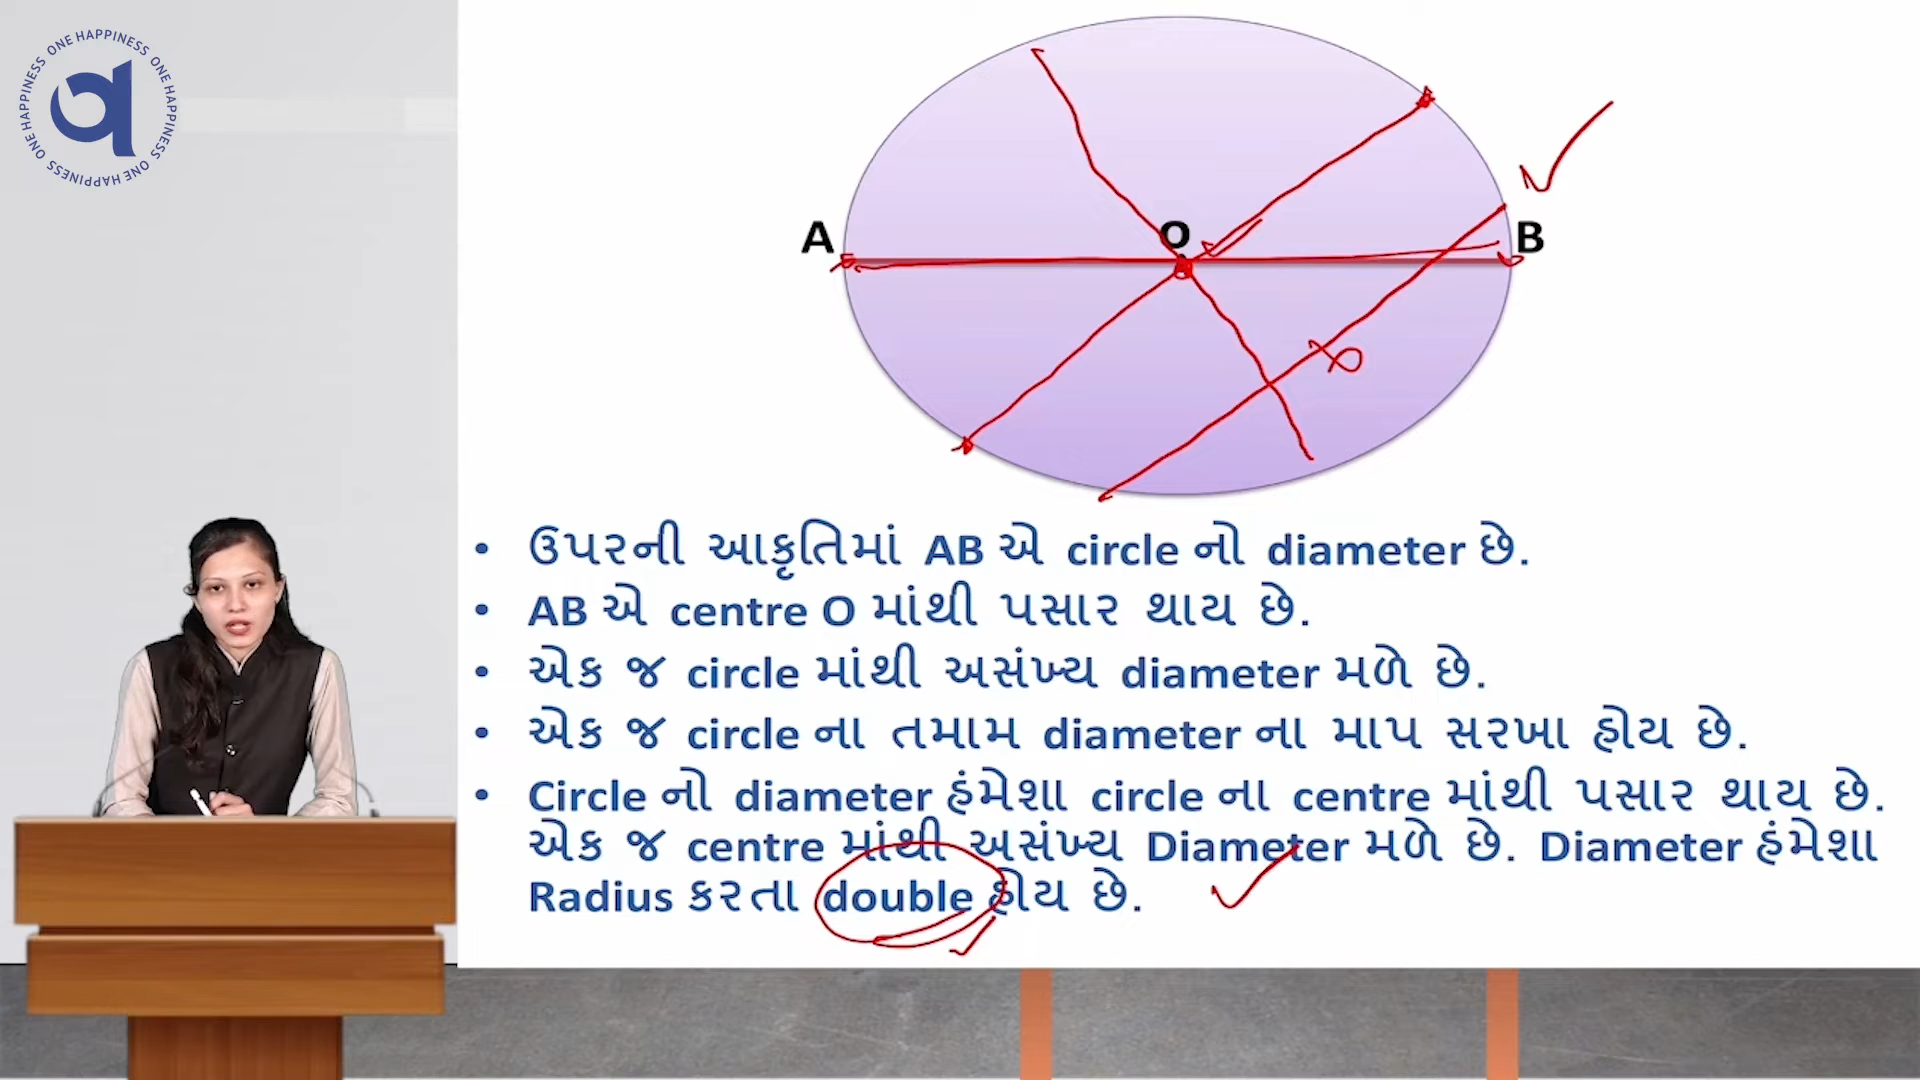 ONE HAPPINESS ONE HAPPINESS ONE HAPPINESS ONE HAPPINESS
A O B
• ઉપરની આકૃતિમાં AB એ circle નો diameter છે.
• AB એ centre O માંથી પસાર થાય છે.
• એક જ circle માંથી અસંખ્ય diameter મળે છે.
• એક જ circle ના તમામ diameter ના માપ સરખા હોય છે.
• Circle નો diameter હંમેશા circle ના centre માંથી પસાર થાય છે.
એક જ centre માંથી અસંખ્ય Diameter મળે છે. Diameter હંમેશા
Radius કરતા double હોય છે.